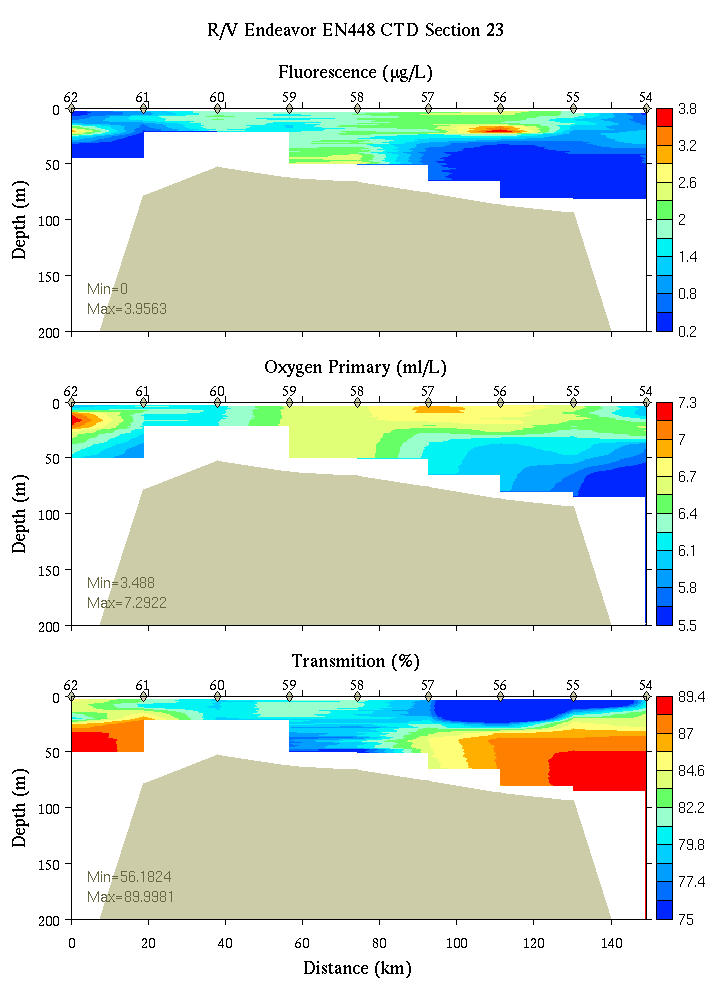 R/V Endeavor EN448 CTD Section 23
Fluorescence (µg/L)
62 61 60 59 58 57 56 55 54
0
50
100
150
200
Depth (m)
Min=0
Max=3.9563
3.8
3.2
2.6
2
1.4
0.8
0.2
Oxygen Primary (ml/L)
62 61 60 59 58 57 56 55 54
0
50
100
150
200
Depth (m)
Min=3.488
Max=7.2922
7.3
7
6.7
6.4
6.1
5.8
5.5
Transmition (%)
62 61 60 59 58 57 56 55 54
0
50
100
150
200
Depth (m)
Min=56.1824
Max=89.9981
89.4
87
84.6
82.2
79.8
77.4
75
0 20 40 60 80 100 120 140
Distance (km)